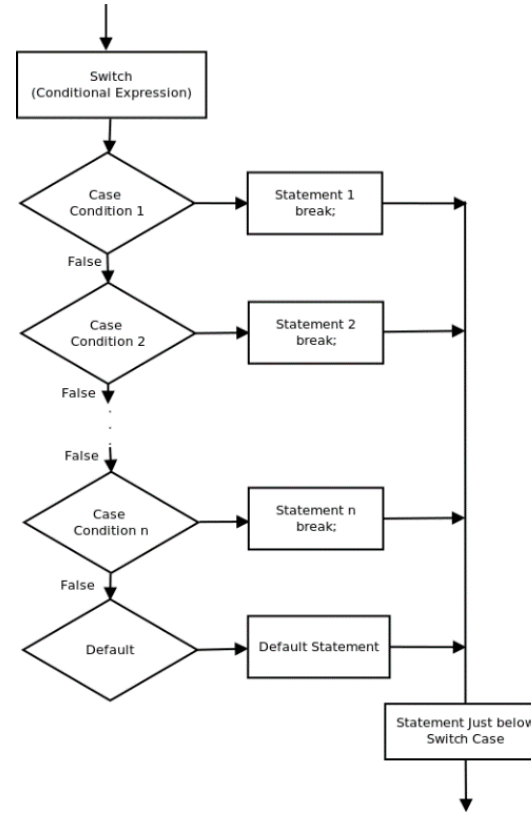 Switch
(Conditional Expression)
Case
Condition 1
Statement 1
break;
False
Case
Condition 2
Statement 2
break;
False
False
Case
Condition n
Statement n
break;
False
Default
Default Statement
Statement Just below
Switch Case